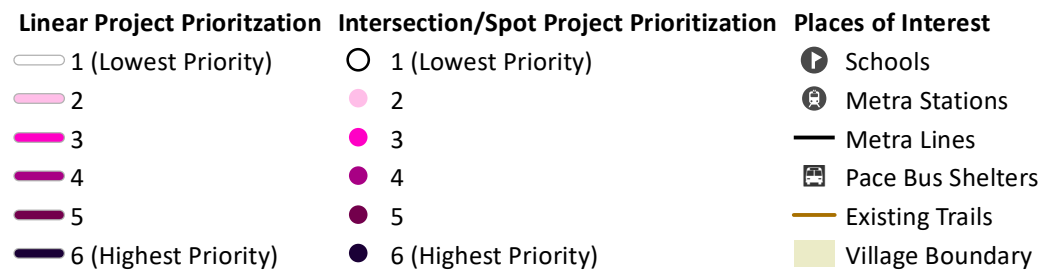 Linear Project Prioritzation
1 (Lowest Priority)
2
3
4
5
6 (Highest Priority)
Intersection/Spot Project Prioritization
1 (Lowest Priority)
2
3
4
5
6 (Highest Priority)
Places of Interest
Schools
Metra Stations
Metra Lines
Pace Bus Shelters
Existing Trails
Village Boundary